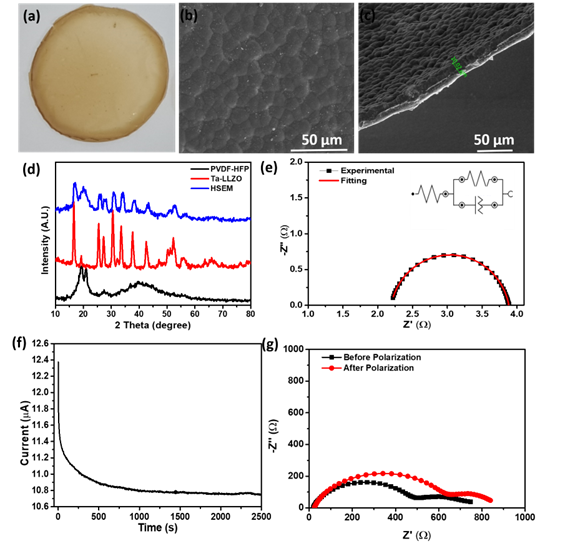 (a)
(b)
(c)
50 µm
50 µm
(d)
PVDF-HFP
Ta-LLZO
HSEM
Intensity (A.U.)
10 20 30 40 50 60 70 80
2 Theta (degree)
(e)
2.0
1.5
1.0
0.5
0.0
-Z'' (Ω)
Experimental
Fitting
1.0 1.5 2.0 2.5 3.0 3.5 4.0
Z' (Ω)
(f)
12.6
12.4
12.2
12.0
11.8
11.6
11.4
11.2
11.0
10.8
10.6
Current (µA)
0 500 1000 1500 2000 2500
Time (s)
(g)
1000
800
600
400
200
0
-Z'' (Ω)
Before Polarization
After Polarization
0 200 400 600 800 1000
Z' (Ω)